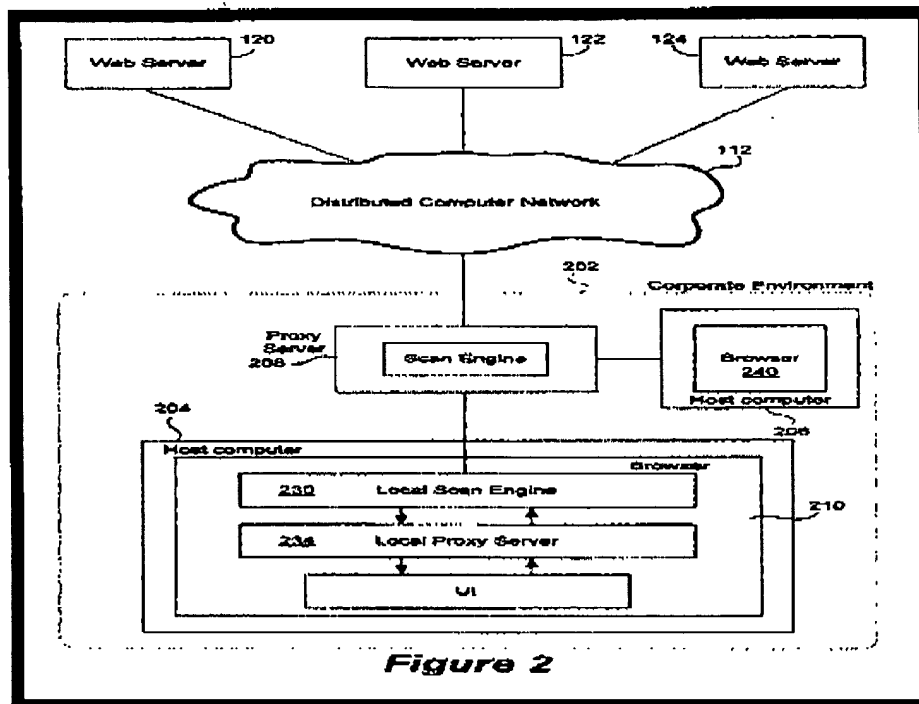 120 122 124
Web Server Web Server Web Server
112
Distributed Computer Network
202
Corporate Environment
Proxy
Server
208
Scan Engine
Browser
240
Host computer
206
204
Host computer
Browser
230 Local Scan Engine
210
234 Local Proxy Server
UI
Figure 2